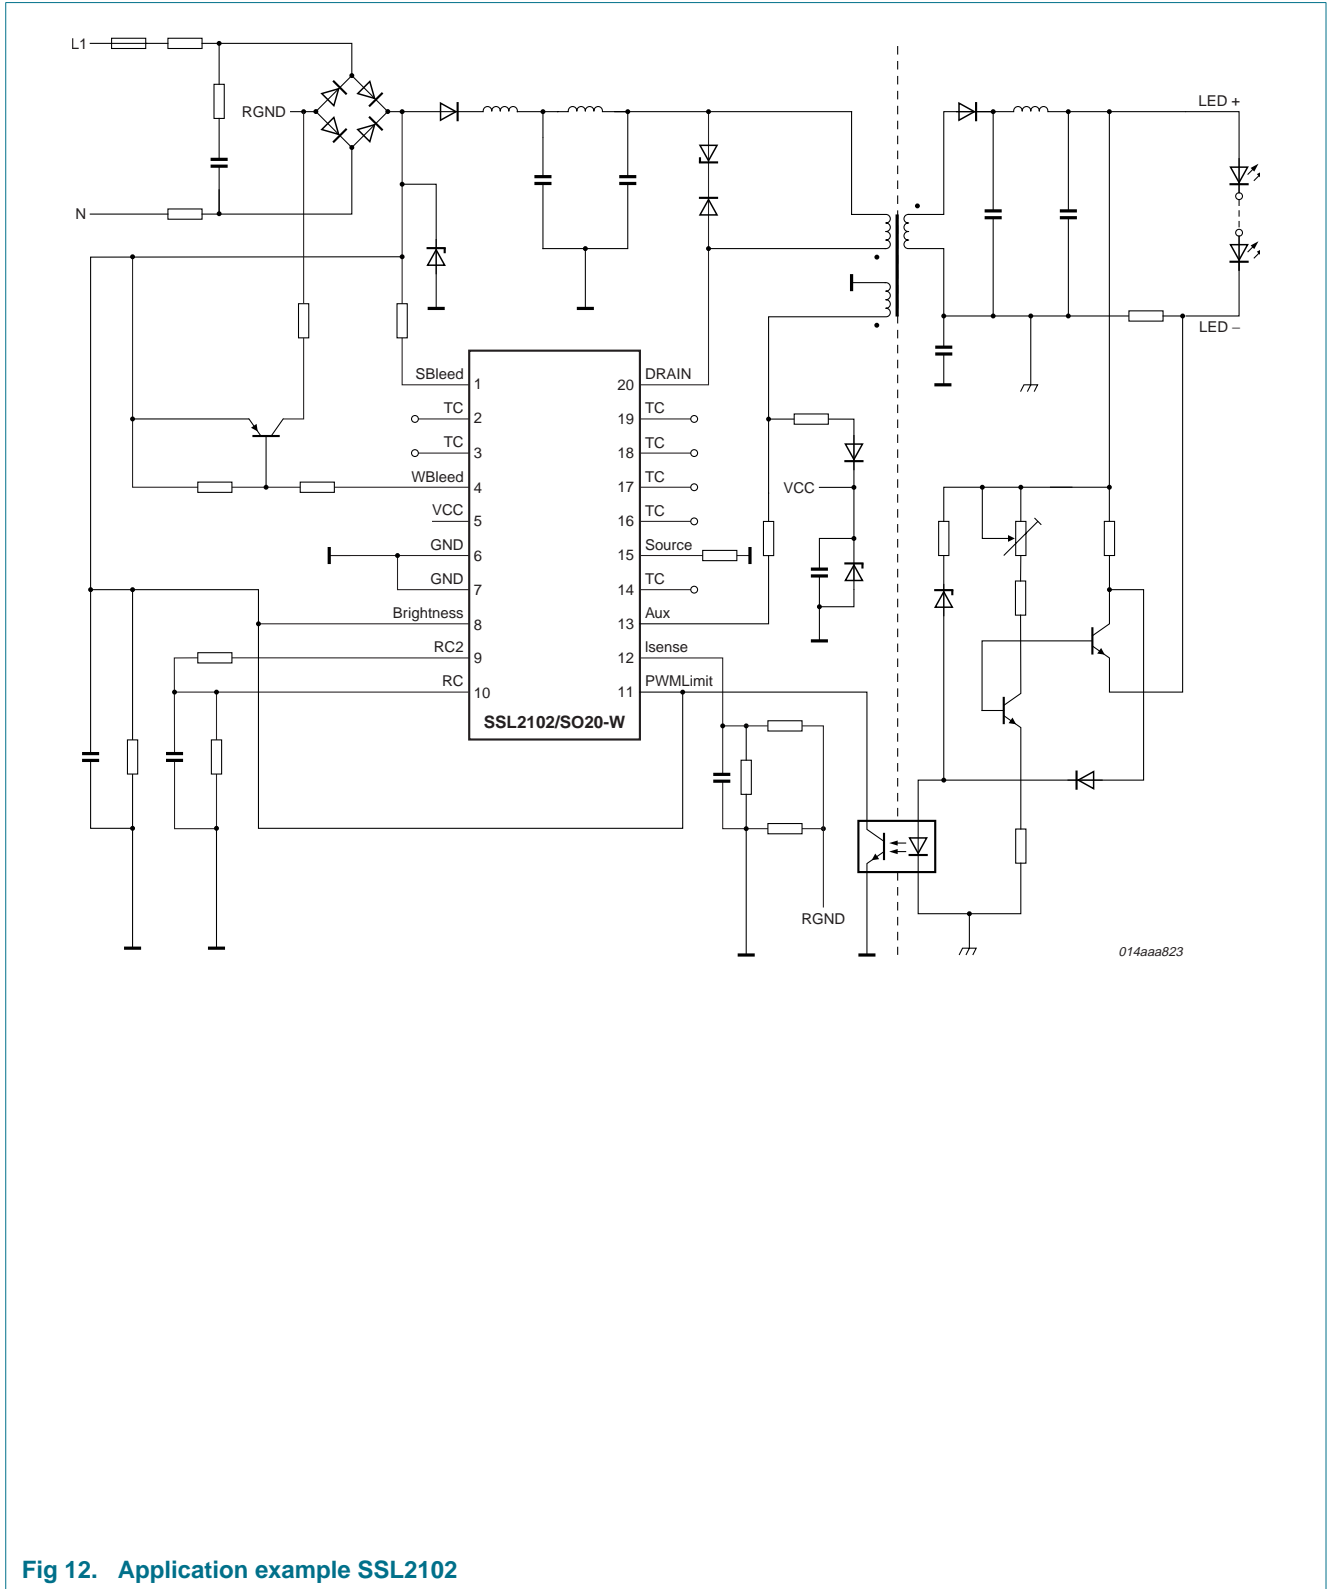 L1
RGND
N
LED +
LED –
SBleed
1
TC
2
TC
3
WBleed
4
VCC
5
GND
6
GND
7
Brightness
8
RC2
9
RC
10
DRAIN
20
TC
19
TC
18
TC
17
TC
16
Source
15
TC
14
Aux
13
Isense
12
PWMLimit
11
SSL2102/SO20-W
VCC
RGND
014aaa823
Fig 12. Application example SSL2102